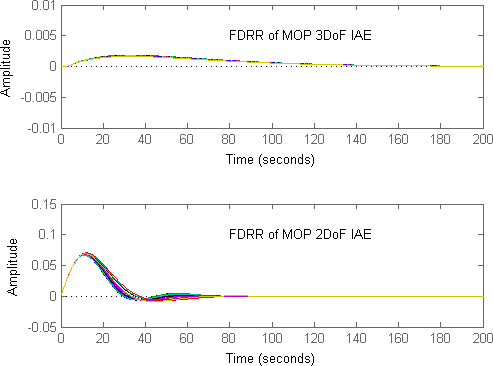 0.01
FDRR of MOP 3DoF IAE
0.005
0
-0.005
-0.01
Amplitude
0 20 40 60 80 100 120 140 160 180 200
Time (seconds)
0.15
FDRR of MOP 2DoF IAE
0.10
0.05
0
-0.05
Amplitude
0 20 40 60 80 100 120 140 160 180 200
Time (seconds)